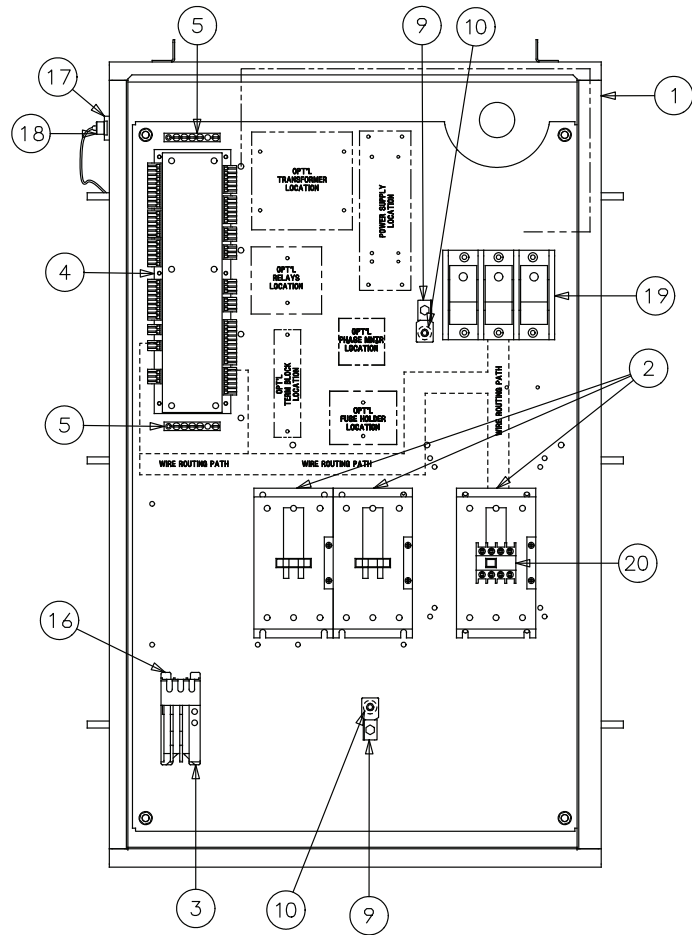 5
9
10
17
1
18
OPT'L
TRANSFORMER
LOCATION
POWER SUPPLY
LOCATION
4
OPT'L
RELAYS
LOCATION
9
10
19
OPT'L
PHASE MNTR
LOCATION
OPT'L
TERM BLOCK
LOCATION
2
OPT'L
FUSE HOLDER
LOCATION
WIRE ROUTING PATH
5
WIRE ROUTING PATH
WIRE ROUTING PATH
20
16
3
10
9